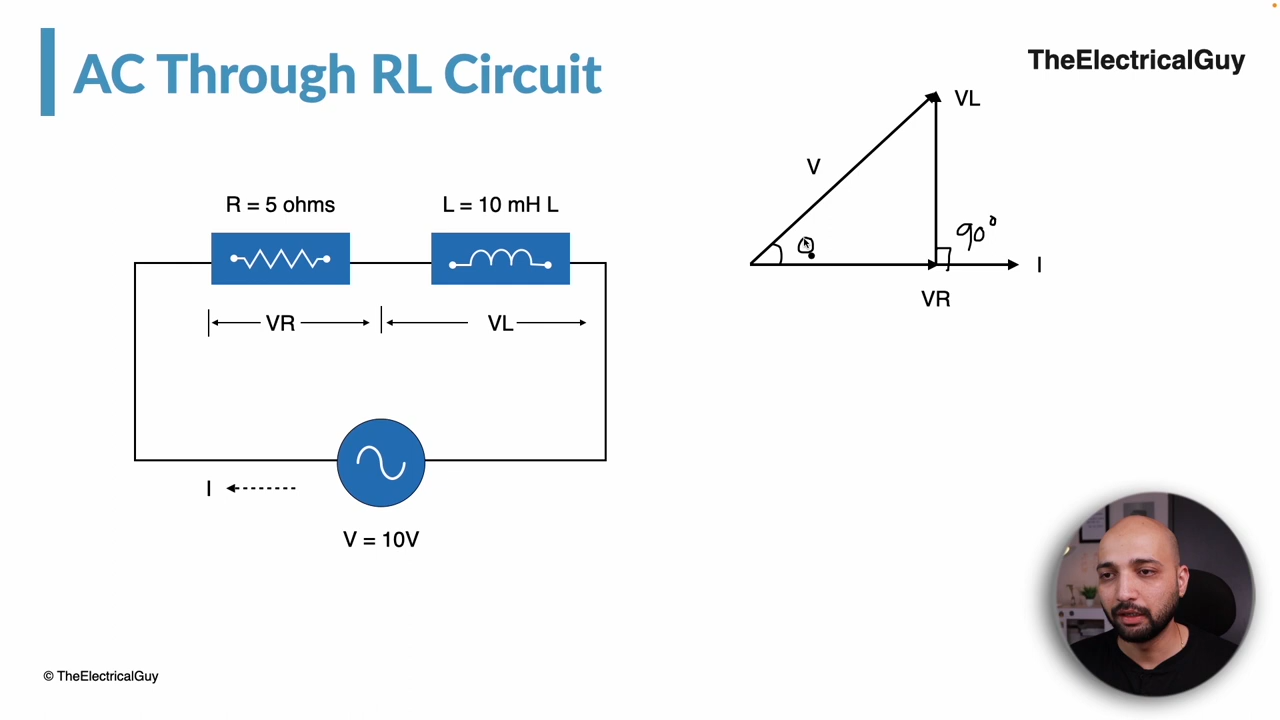 AC Through RL Circuit
TheElectricalGuy
VL
V
R = 5 ohms
L = 10 mH L
90°
I
VR
VR
VL
I
V = 10V
© TheElectricalGuy